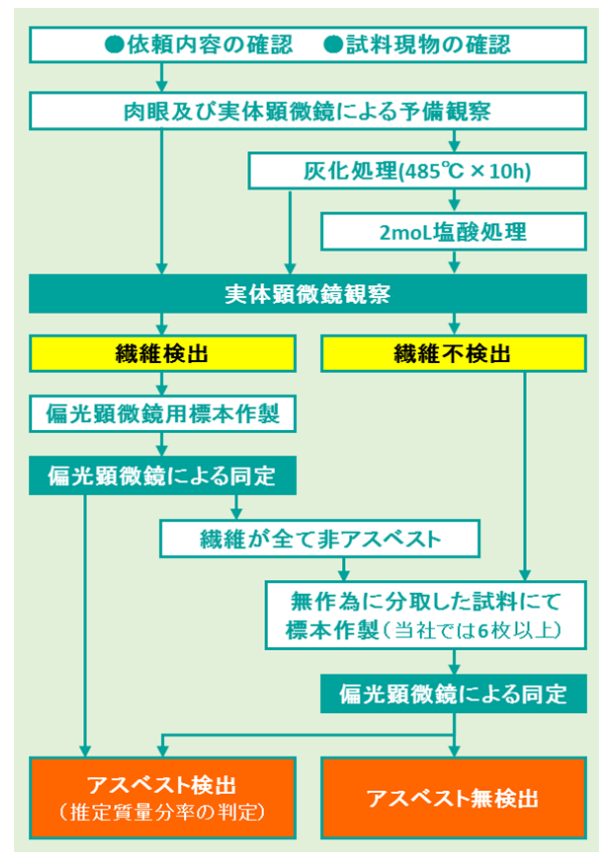 ●依頼内容の確認 ●試料現物の確認
肉眼及び実体顕微鏡による予備観察
灰化処理(485℃×10h)
2moL塩酸処理
実体顕微鏡観察
繊維検出
繊維不検出
偏光顕微鏡用標本作製
偏光顕微鏡による同定
繊維が全て非アスベスト
無作為に分取した試料にて
標本作製(当社では6枚以上)
偏光顕微鏡による同定
アスベスト検出
(推定質量分率の判定)
アスベスト無検出